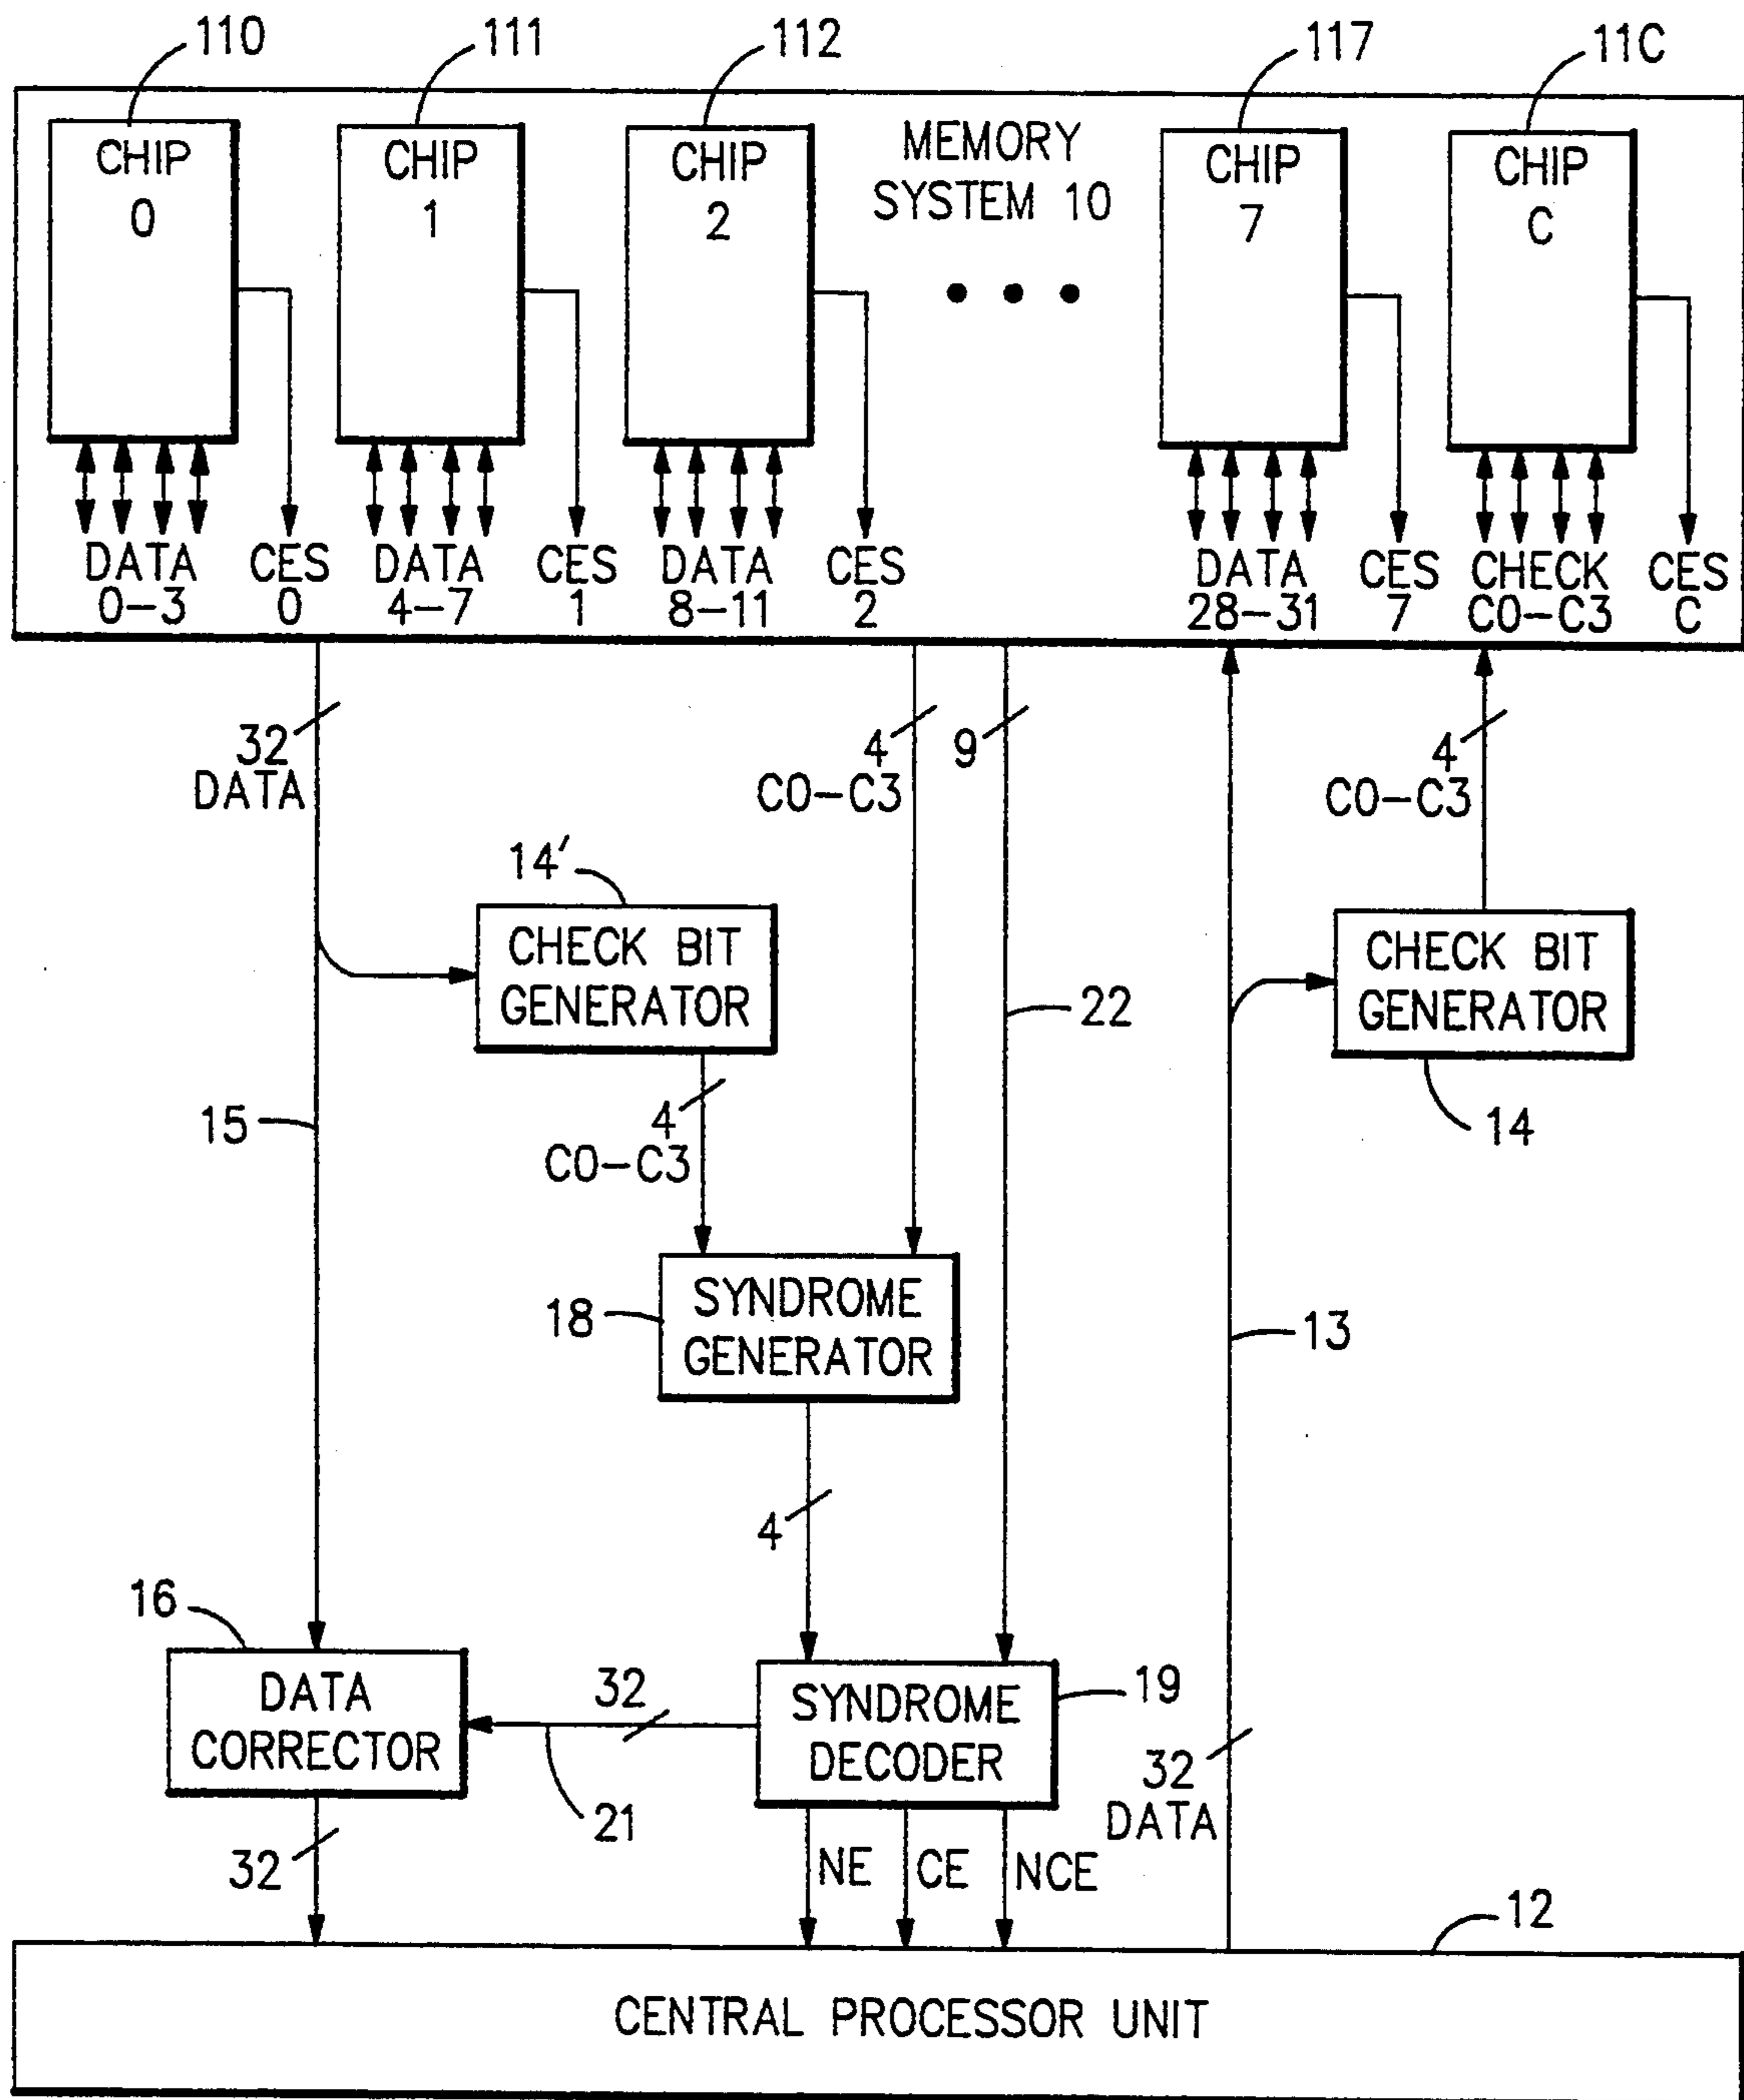 110
111
112
117
11C
CHIP
0
CHIP
1
CHIP
2
MEMORY
SYSTEM 10
CHIP
7
CHIP
C
DATA
0-3
CES
0
DATA
4-7
CES
1
DATA
8-11
CES
2
DATA
28-31
CES
7
CHECK
C0-C3
CES
C
32
DATA
4
C0-C3
9
4
C0-C3
14'
CHECK BIT
GENERATOR
22
CHECK BIT
GENERATOR
15
4
C0-C3
14
18
SYNDROME
GENERATOR
13
4
16
DATA
CORRECTOR
32
SYNDROME
DECODER
19
32
DATA
21
32
NE
CE
NCE
12
CENTRAL PROCESSOR UNIT